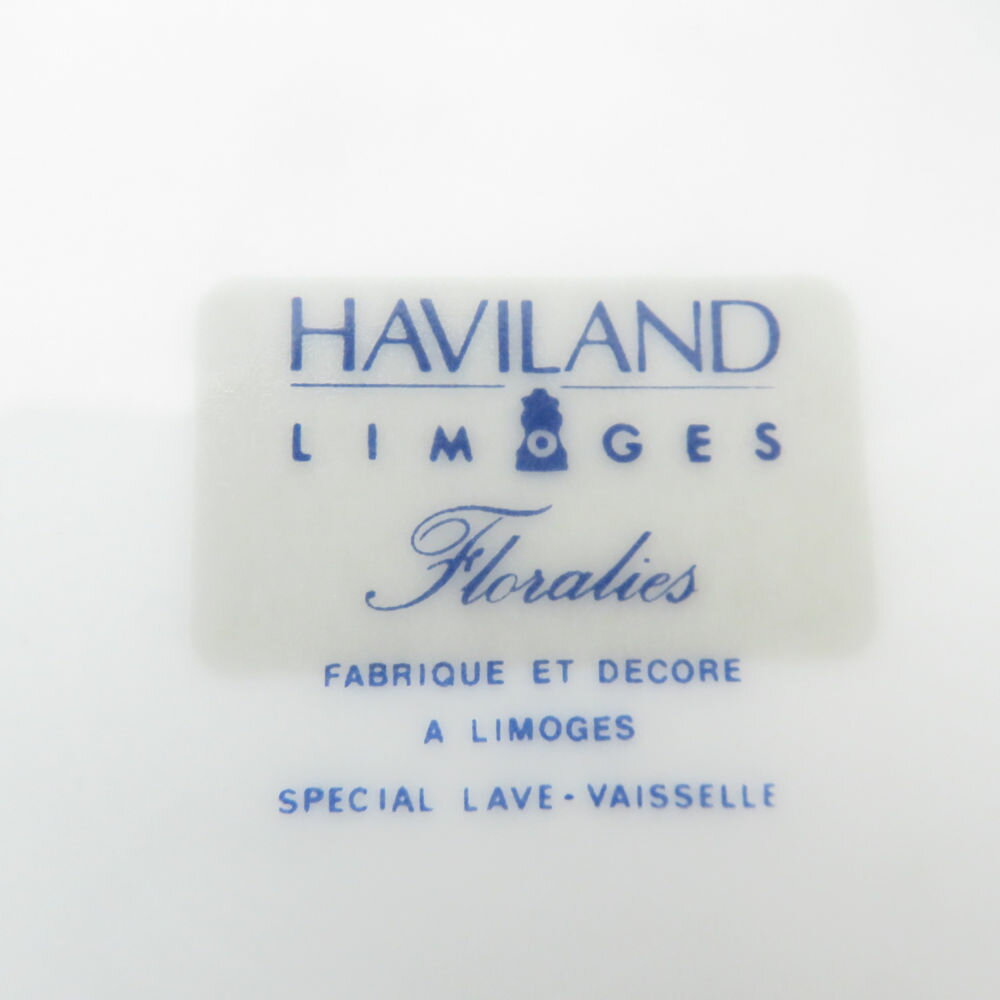 HAVILAND
LIMOGES
Floralies
FABRIQUE ET DECORE
A LIMOGES
SPECIAL LAVE-VAISSELLE